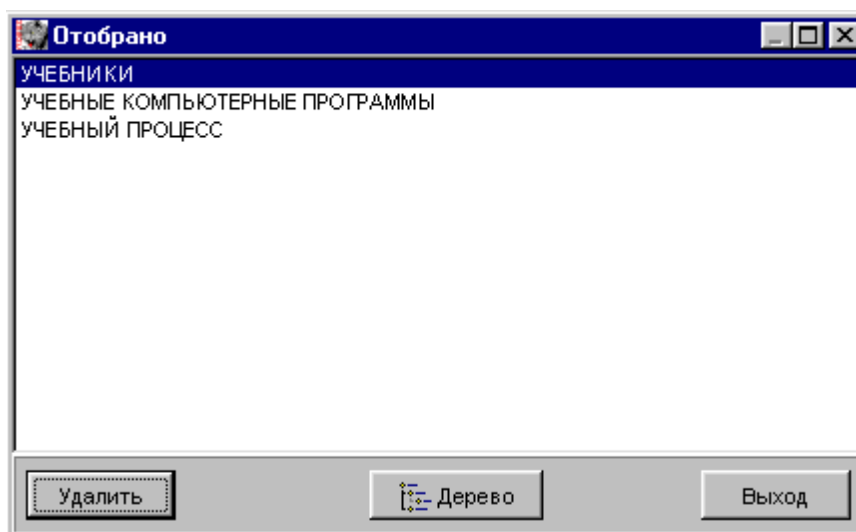 Отобрано
УЧЕБНИКИ
УЧЕБНЫЕ КОМПЬЮТЕРНЫЕ ПРОГРАММЫ
УЧЕБНЫЙ ПРОЦЕСС
Удалить
Дерево
Выход